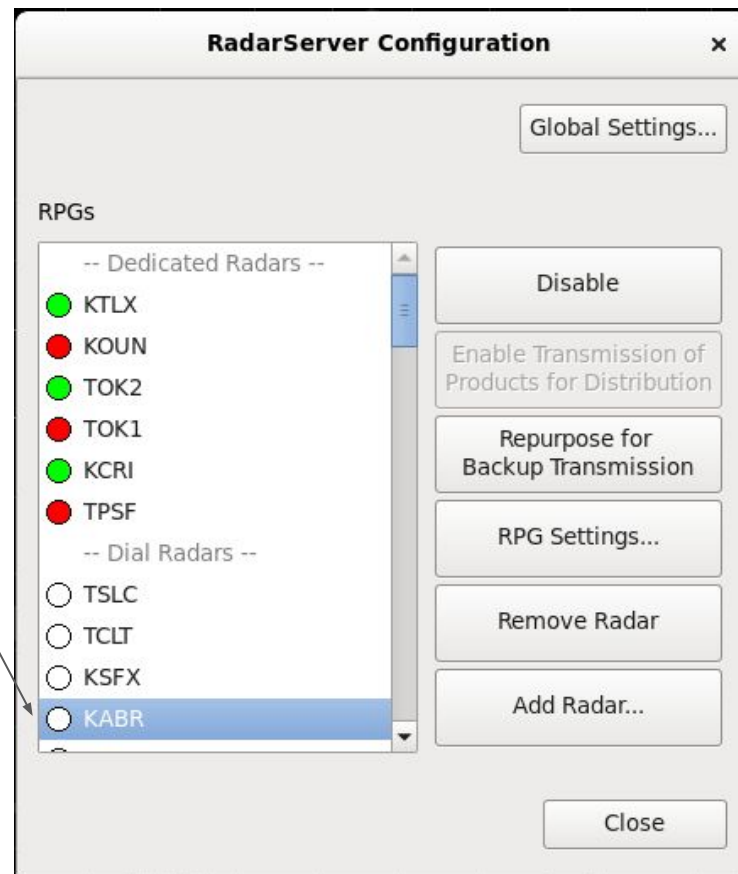 RadarServer Configuration ×
Global Settings...
RPGs
-- Dedicated Radars --
KTLX
KOUN
TOK2
TOK1
KCRI
TPSF
-- Dial Radars --
TSLC
TCLT
KSFX
KABR
Disable
Enable Transmission of
Products for Distribution
Repurpose for
Backup Transmission
RPG Settings...
Remove Radar
Add Radar...
Close